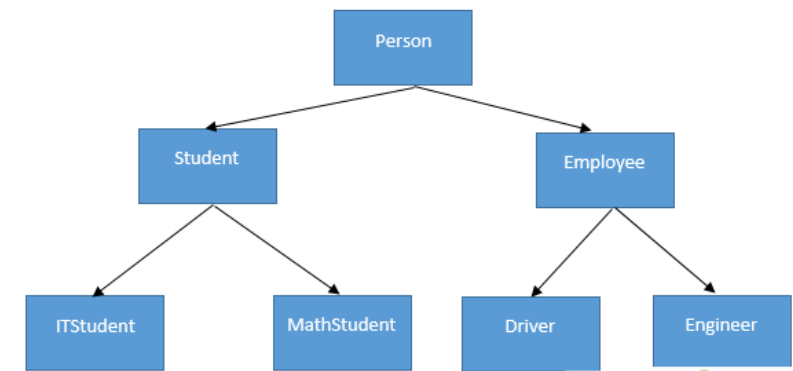 Person
Student
Employee
ITStudent
MathStudent
Driver
Engineer